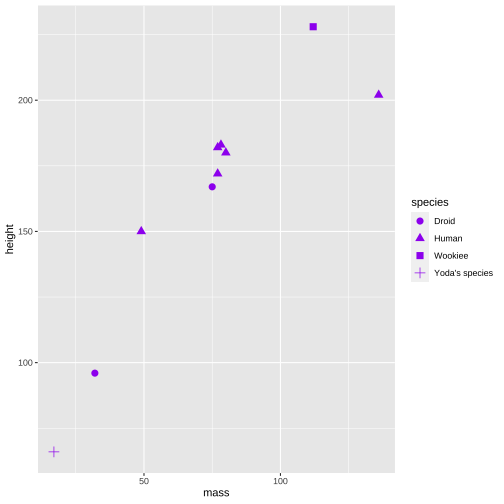 200
150
100
50
100
mass
height
species
Droid
Human
Wookiee
Yoda's species